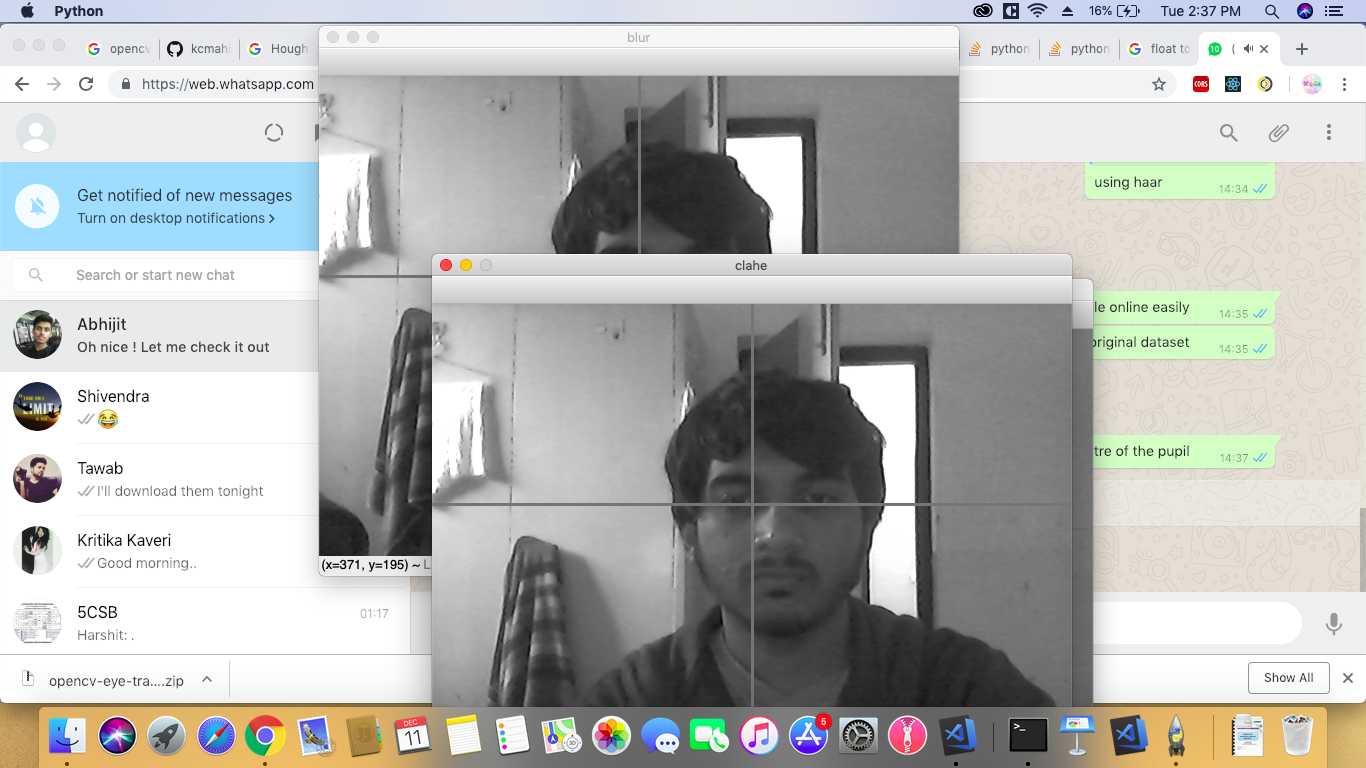 Python
16%
Tue 2:37 PM
blur
opencv
kcmahi
Hough
python
python
float to
10
(
https://web.whatsapp.com
CORS
Get notified of new messages
Turn on desktop notifications >
Search or start new chat
Abhijit
Oh nice ! Let me check it out
Shivendra
😂
Tawab
I'll download them tonight
Kritika Kaveri
Good morning..
5CSB
01:17
Harshit: .
(x=371, y=195) ~ L
clahe
using haar
14:34
le online easily
14:35
original dataset
14:35
tre of the pupil
14:37
opencv-eye-tra....zip
Show All
DEC
11
5